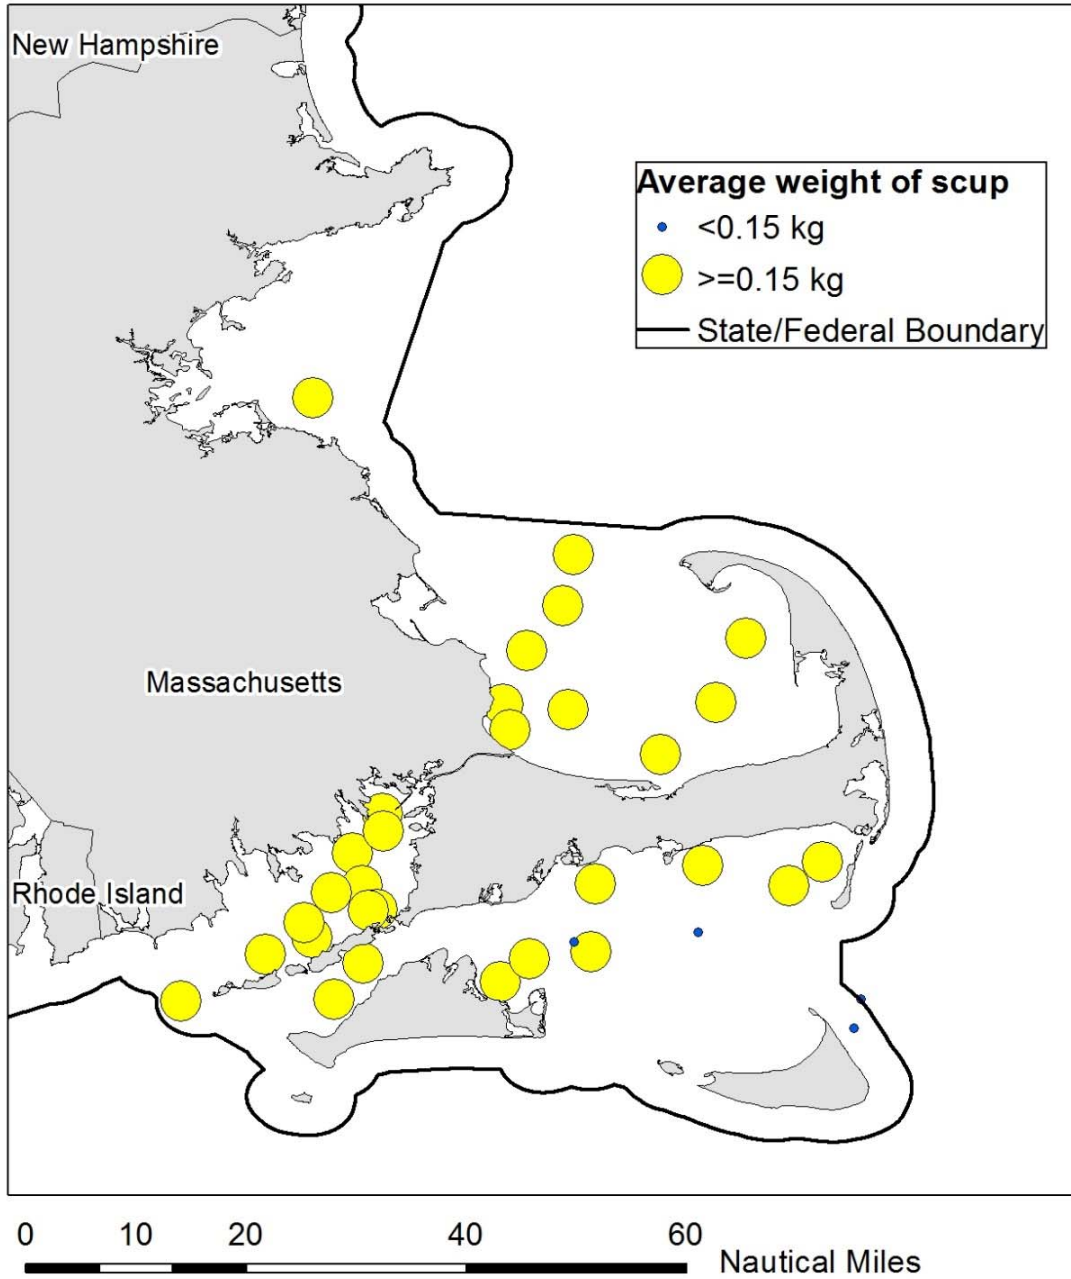 New Hampshire
Average weight of scup
<0.15 kg
>=0.15 kg
State/Federal Boundary
Massachusetts
Rhode Island
0 10 20 40 60
Nautical Miles